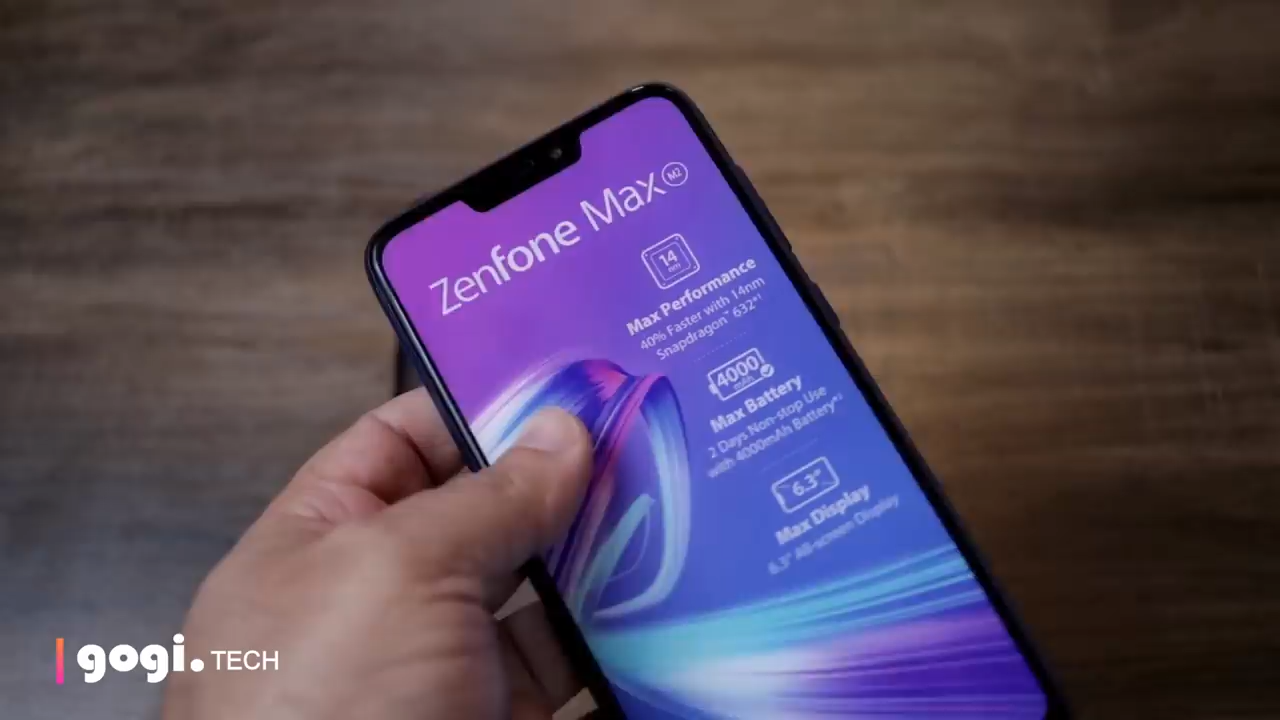 Zenfone Max M2
14
nm
Max Performance
40% Faster with 14nm
Snapdragon™ 632*¹
4000
mAh
Max Battery
2 Days Non-stop Use
with 4000mAh Battery*²
6.3"
Max Display
6.3" All-screen Display
gogi.TECH